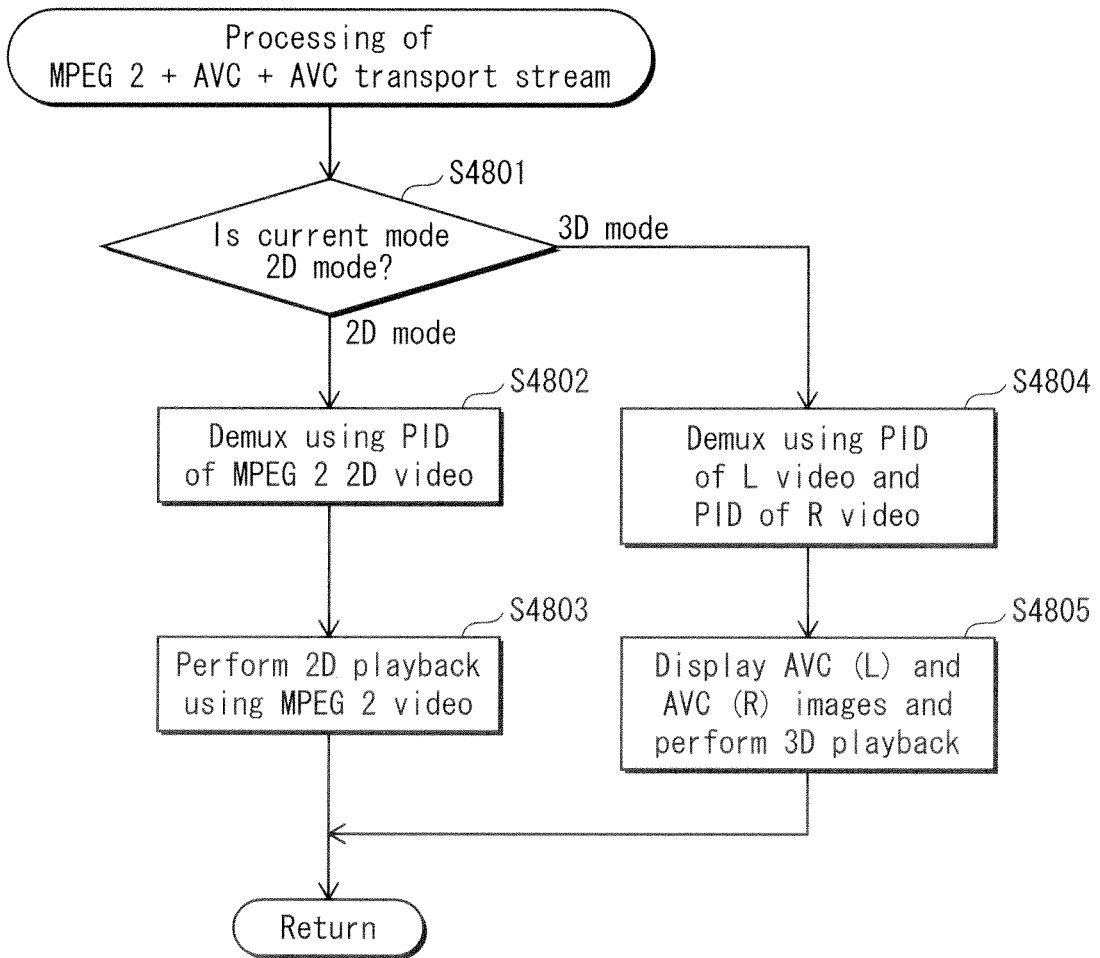 Processing of
MPEG 2 + AVC + AVC transport stream
S4801
Is current mode
2D mode?
3D mode
2D mode
S4802
Demux using PID
of MPEG 2 2D video
S4804
Demux using PID
of L video and
PID of R video
S4803
Perform 2D playback
using MPEG 2 video
S4805
Display AVC (L) and
AVC (R) images and
perform 3D playback
Return